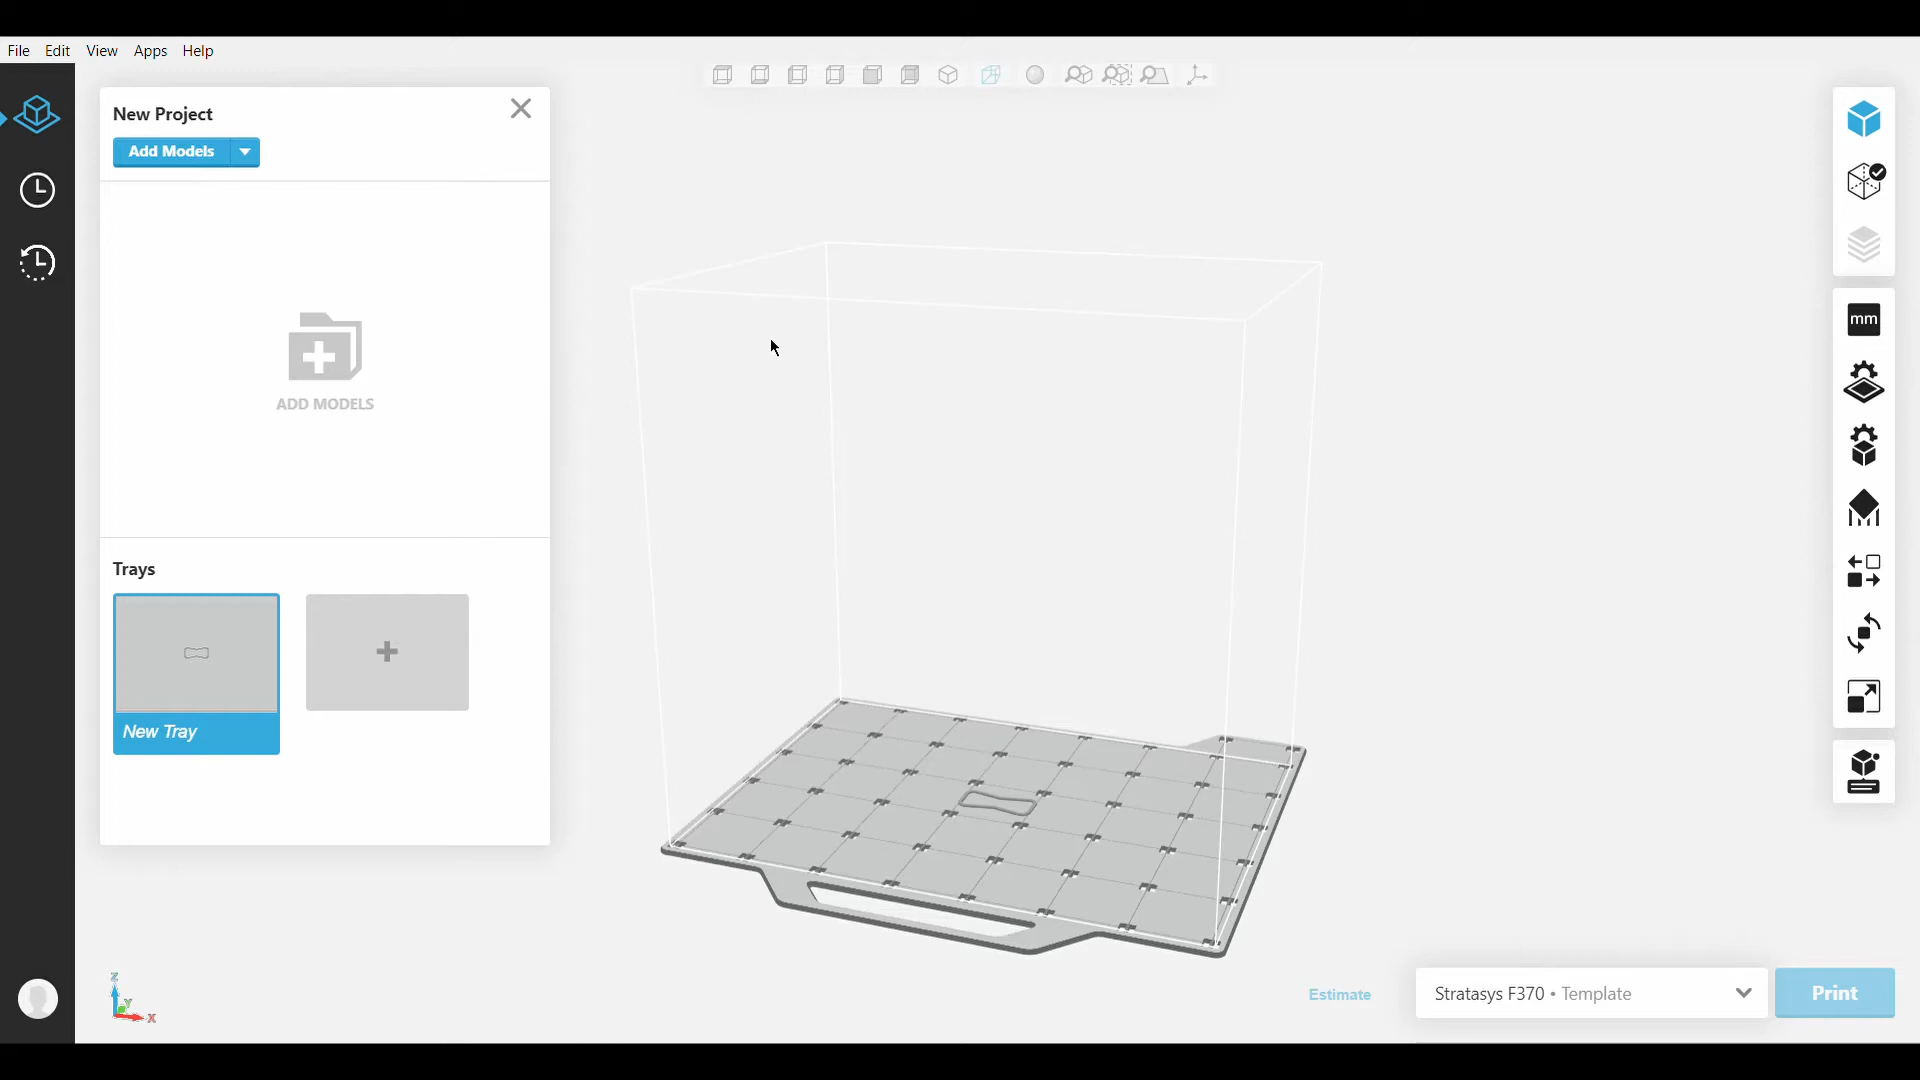 File Edit View Apps Help
New Project
Add Models
ADD MODELS
Trays
New Tray
mm
Z
Y
X
Estimate
Stratasys F370 • Template
Print